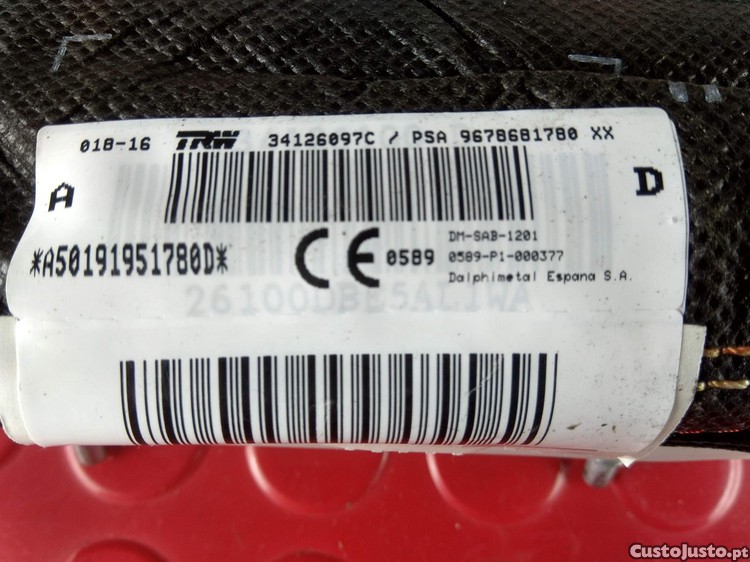 018-16 TRW 34126097C / PSA 9678681780 XX
A D
*A50191951780D* CE 0589 DM-SAB-1201
0589-P1-000377
Dalphimetal Espana S.A.
CustoJusto.pt